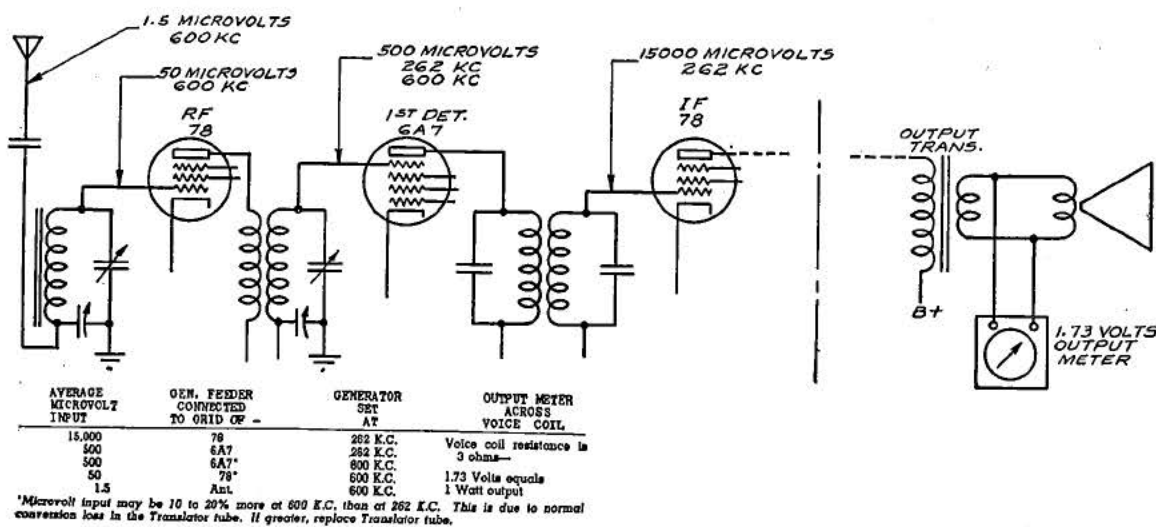 1.5 MICROVOLTS
600 KC
50 MICROVOLTS
600 KC
RF
78
500 MICROVOLTS
262 KC
600 KC
1ST DET.
6A7
15000 MICROVOLTS
262 KC
IF
78
OUTPUT
TRANS.
B+
1.73 VOLTS
OUTPUT
METER
AVERAGE MICROVOLT INPUT GEN. FEEDER CONNECTED TO GRID OF - GENERATOR SET AT OUTPUT METER ACROSS VOICE COIL
15,000 78 262 K.C. Voice coil resistance is
500 6A7 262 K.C. 3 ohms—
500 6A7* 600 K.C.
50 78* 600 K.C. 1.73 Volts equals
1.5 Ant. 600 K.C. 1 Watt output
*Microvolt input may be 10 to 20% more at 600 K.C. than at 262 K.C. This is due to normal
conversion loss in the Translator tube. If greater, replace Translator tube.